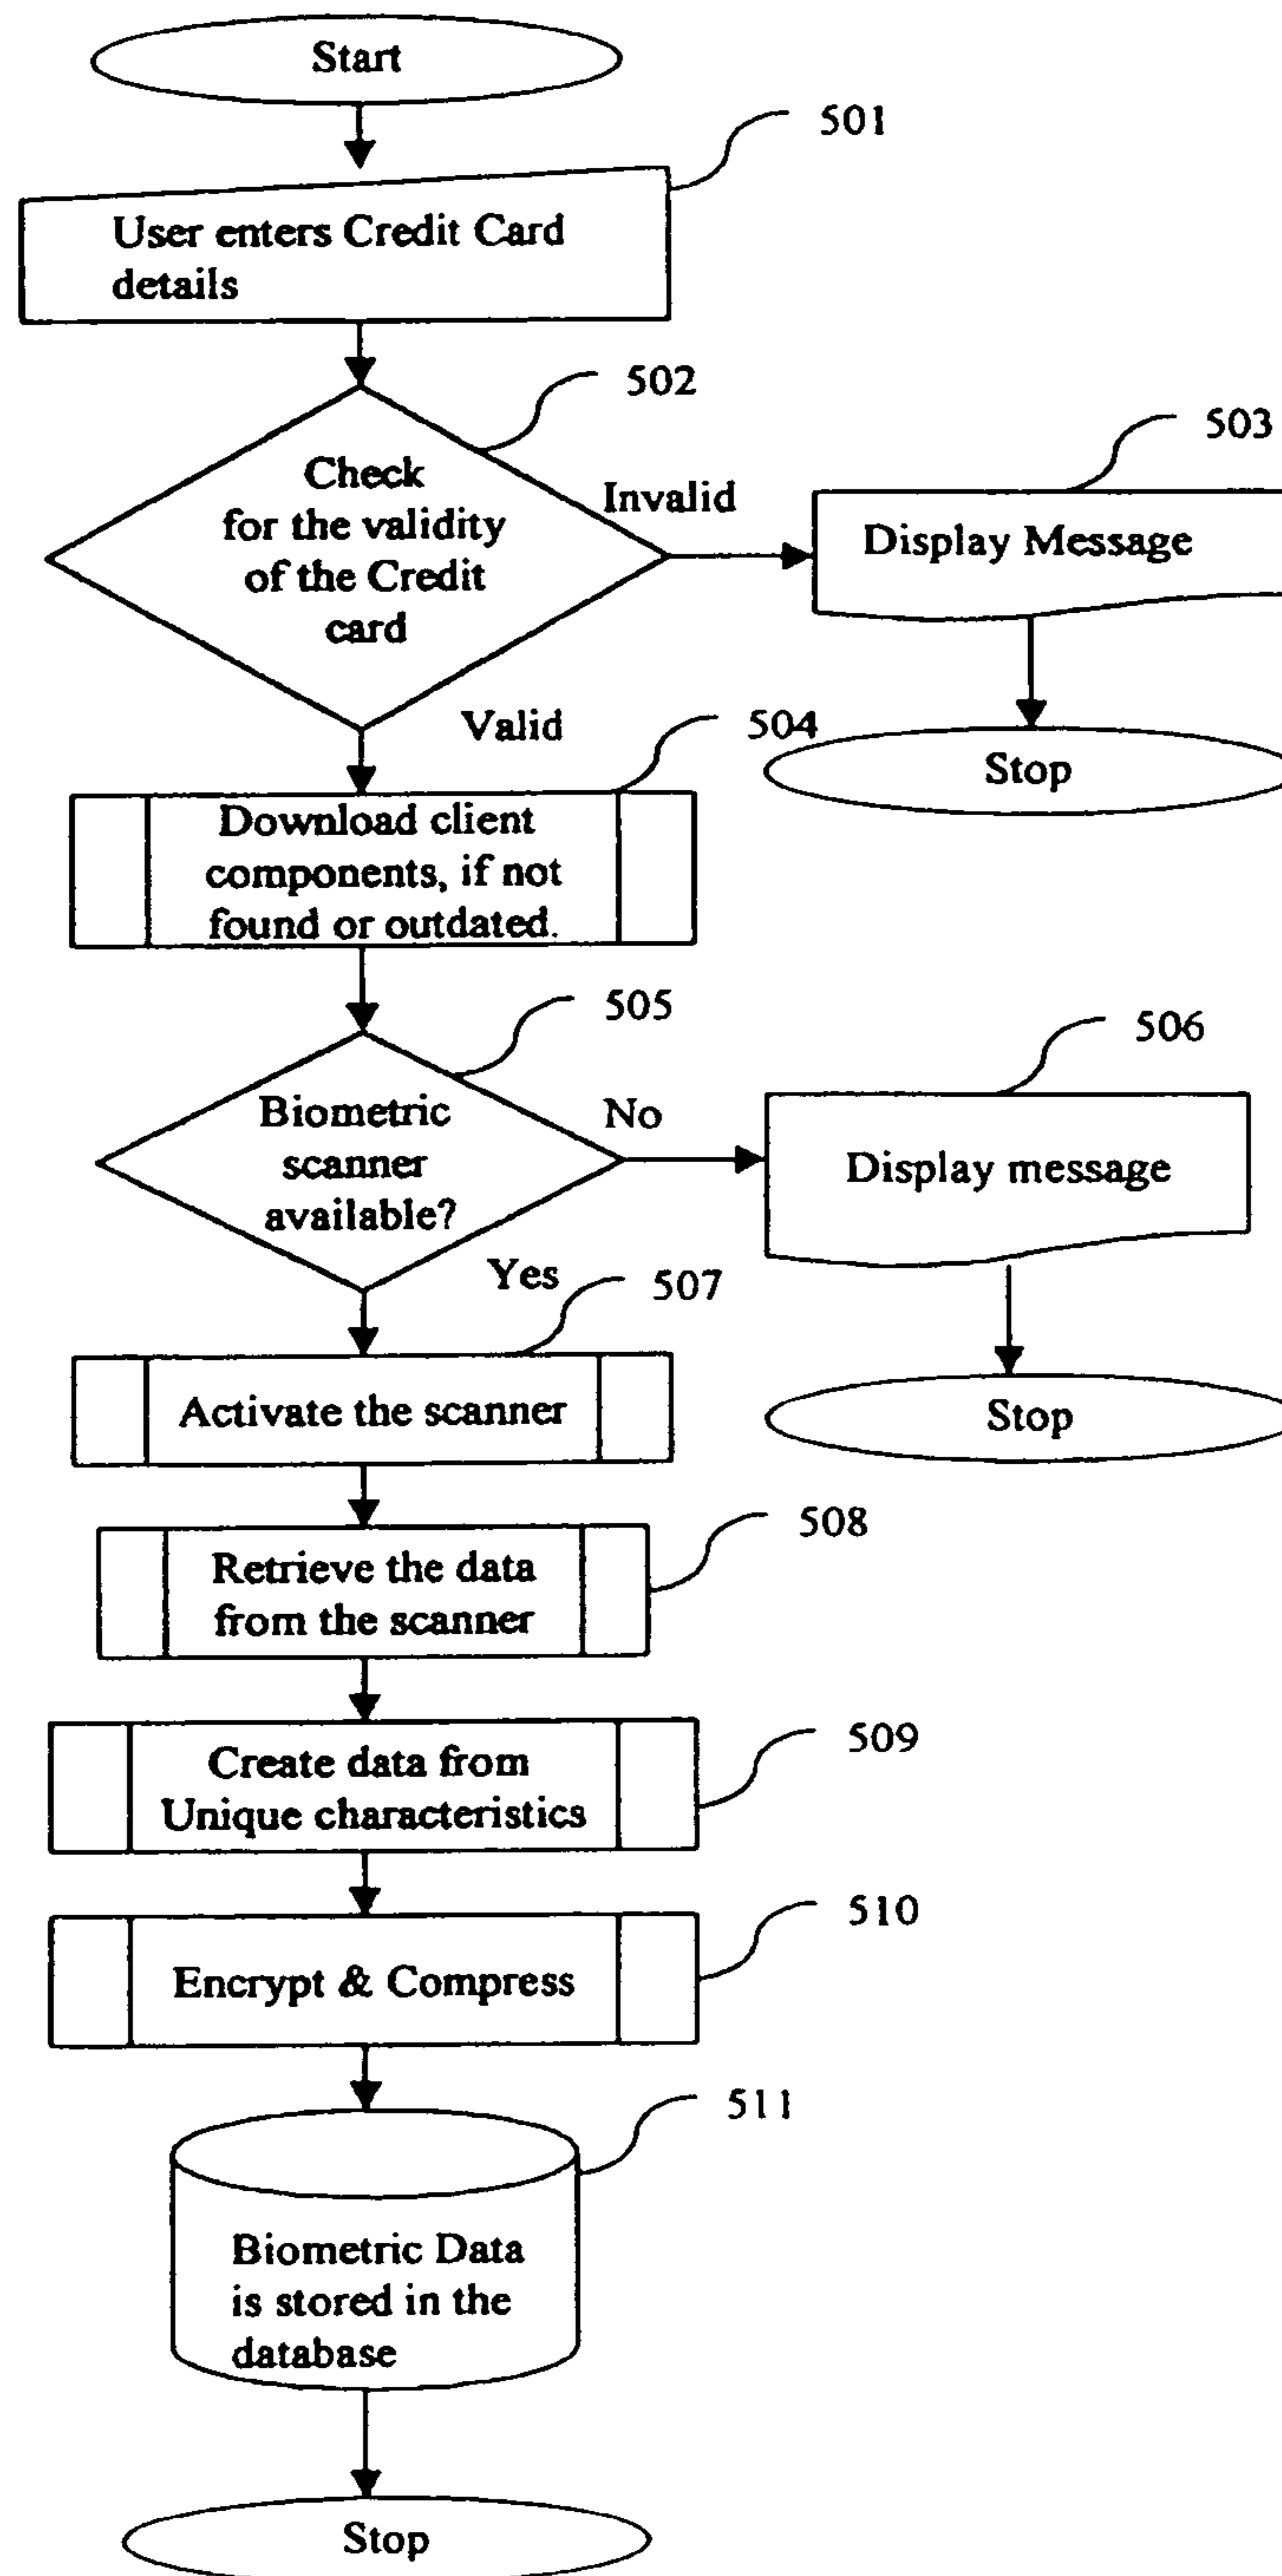 Start
501
User enters Credit Card
details
502
Check
for the validity
of the Credit
card
Invalid
503
Display Message
Stop
Valid
504
Download client
components, if not
found or outdated.
505
Biometric
scanner
available?
No
506
Display message
Stop
Yes
507
Activate the scanner
508
Retrieve the data
from the scanner
509
Create data from
Unique characteristics
510
Encrypt & Compress
511
Biometric Data
is stored in the
database
Stop